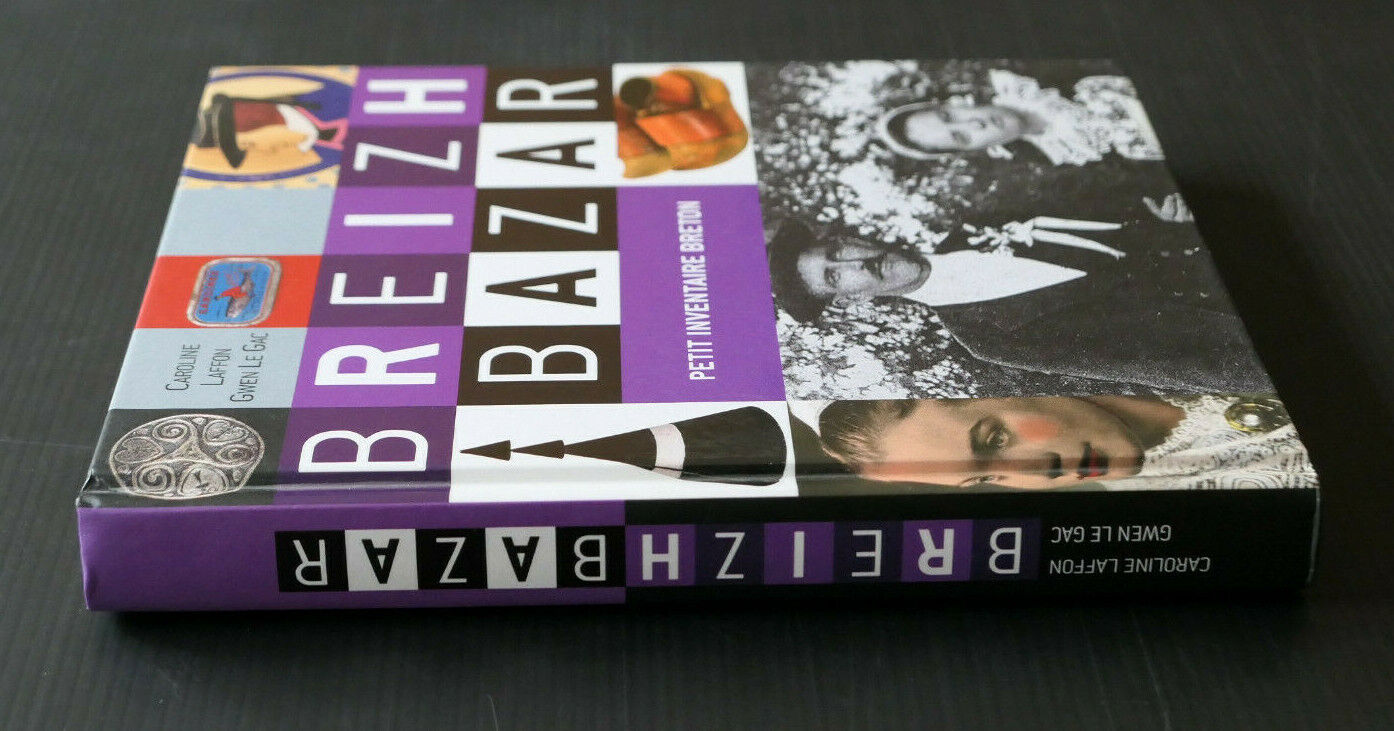 CAROLINE
LAFFON
GWEN LE GAC
BREIZH
BAZAR
PETIT INVENTAIRE BRETON
CAROLINE LAFFON
GWEN LE GAC
BREIZH BAZAR